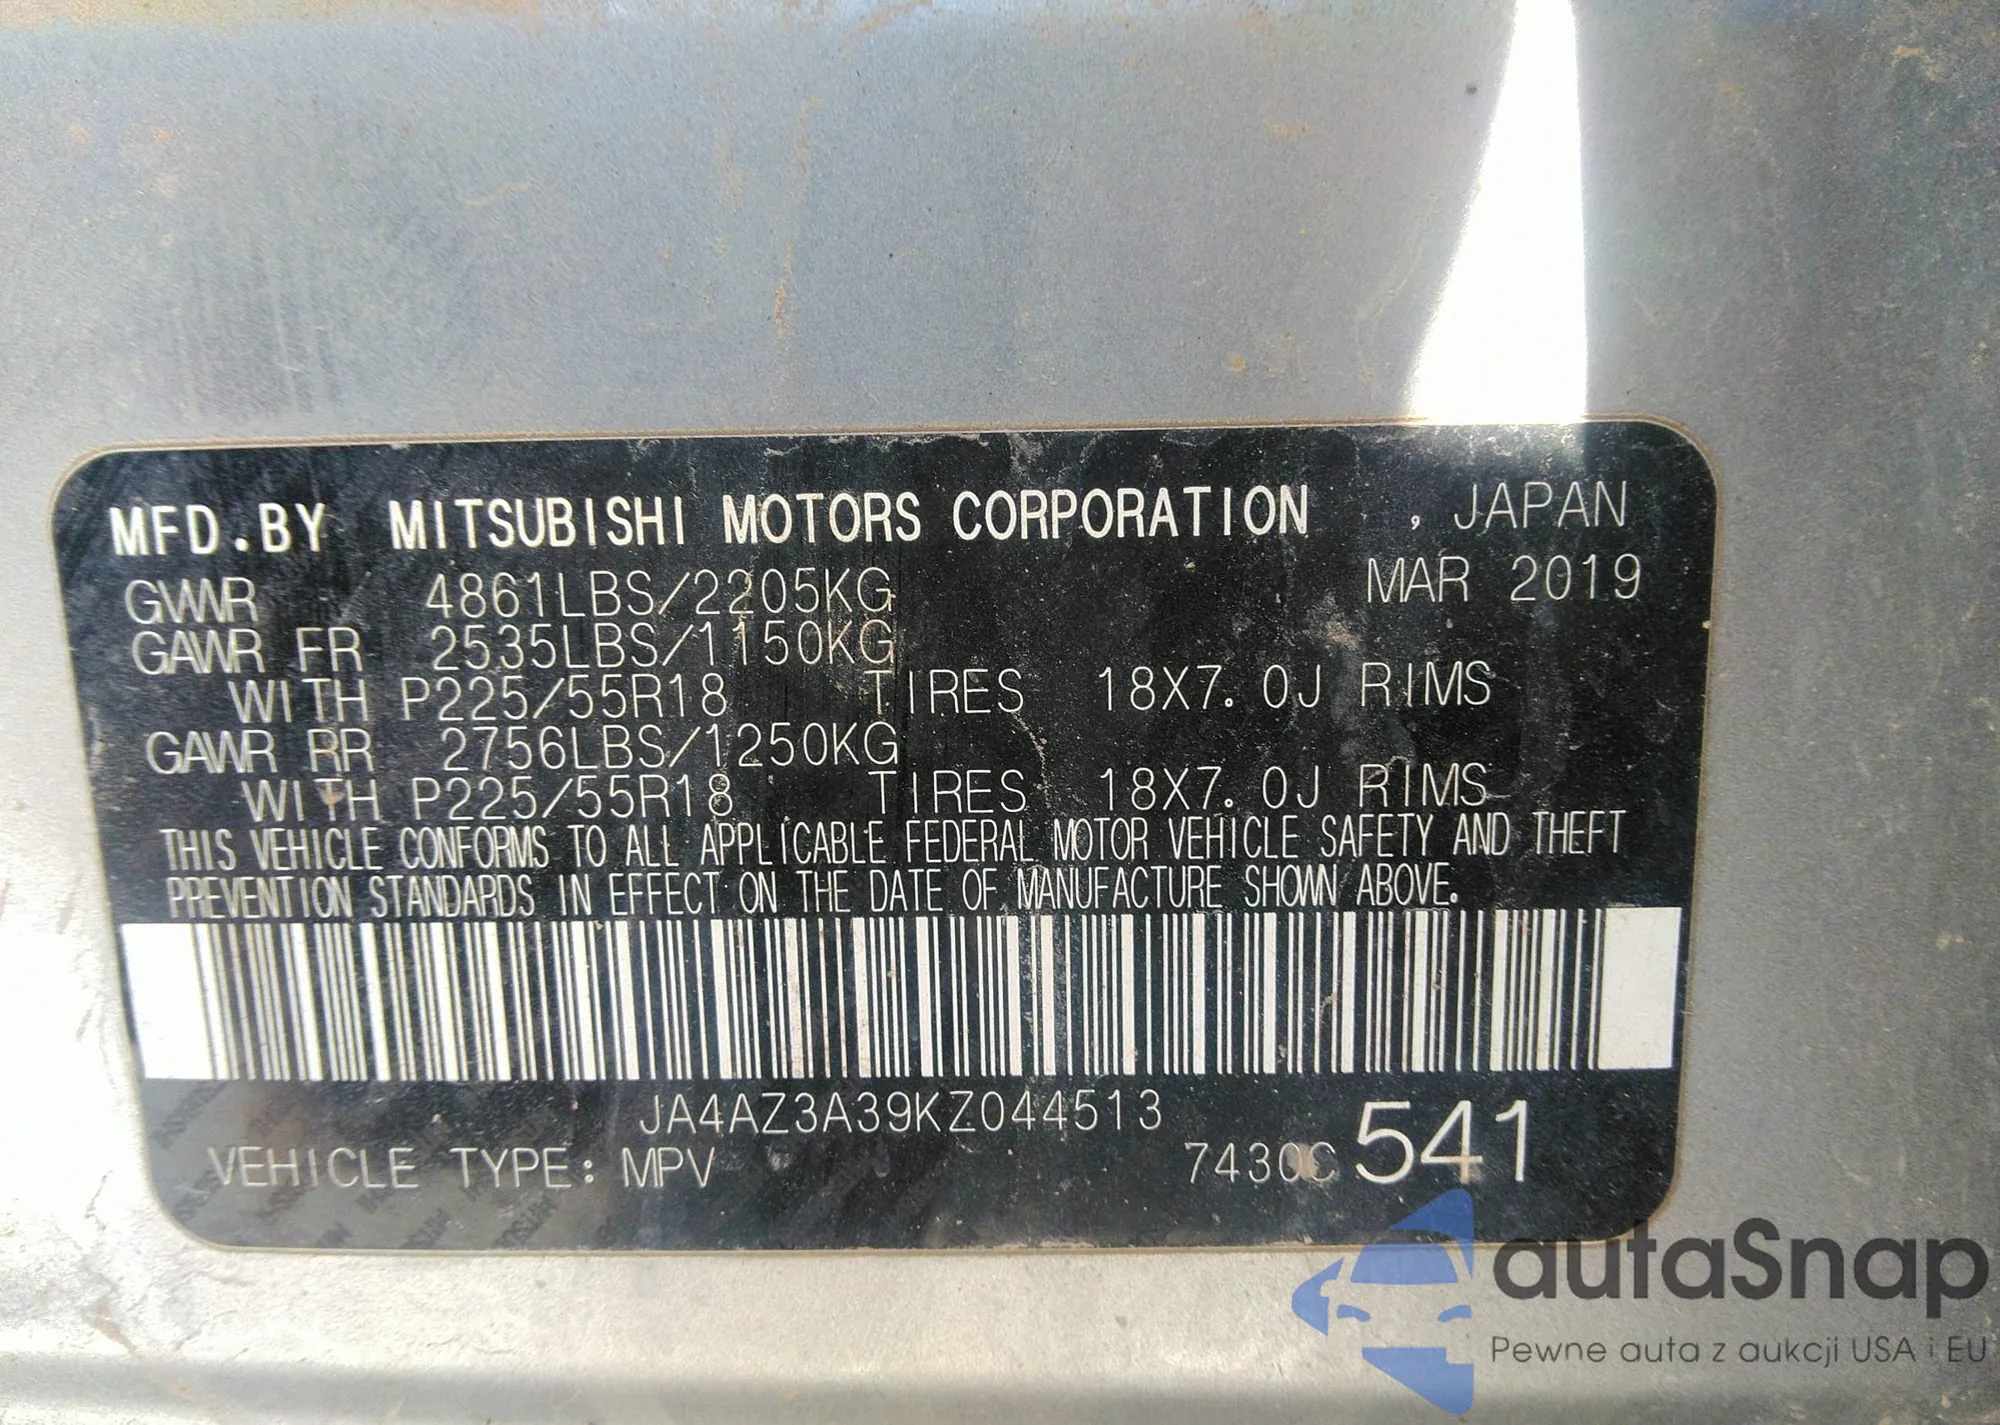 MFD.BY MITSUBISHI MOTORS CORPORATION , JAPAN
GVWR 4861LBS/2205KG MAR 2019
GAWR FR 2535LBS/1150KG
WITH P225/55R18 TIRES 18X7.0J RIMS
GAWR RR 2756LBS/1250KG
WITH P225/55R18 TIRES 18X7.0J RIMS
THIS VEHICLE CONFORMS TO ALL APPLICABLE FEDERAL MOTOR VEHICLE SAFETY AND THEFT
PREVENTION STANDARDS IN EFFECT ON THE DATE OF MANUFACTURE SHOWN ABOVE.
JA4AZ3A39KZ044513
VEHICLE TYPE: MPV 7430C 541
autaSnap
Pewne auta z aukcji USA i EU